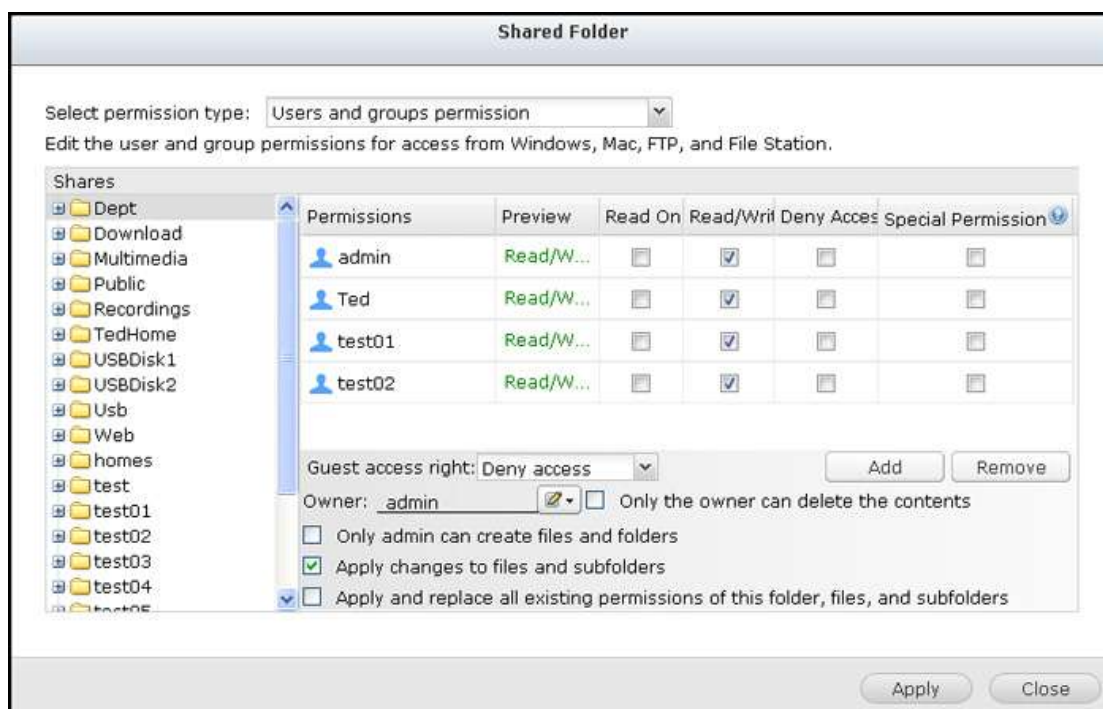 Shared Folder
Select permission type: Users and groups permission
Edit the user and group permissions for access from Windows, Mac, FTP, and File Station.
Shares
Dept
Download
Multimedia
Public
Recordings
TedHome
USBDisk1
USBDisk2
Usb
Web
homes
test
test01
test02
test03
test04
test05
Permissions Preview Read On Read/Writ Deny Acces Special Permission
admin Read/W...
Ted Read/W...
test01 Read/W...
test02 Read/W...
Guest access right: Deny access Add Remove
Owner: admin Only the owner can delete the contents
Only admin can create files and folders
Apply changes to files and subfolders
Apply and replace all existing permissions of this folder, files, and subfolders
Apply Close